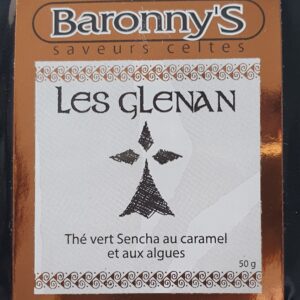 Baronny'S
saveurs celtes
Les Glenan
Thé vert Sencha au caramel
et aux algues
50 g